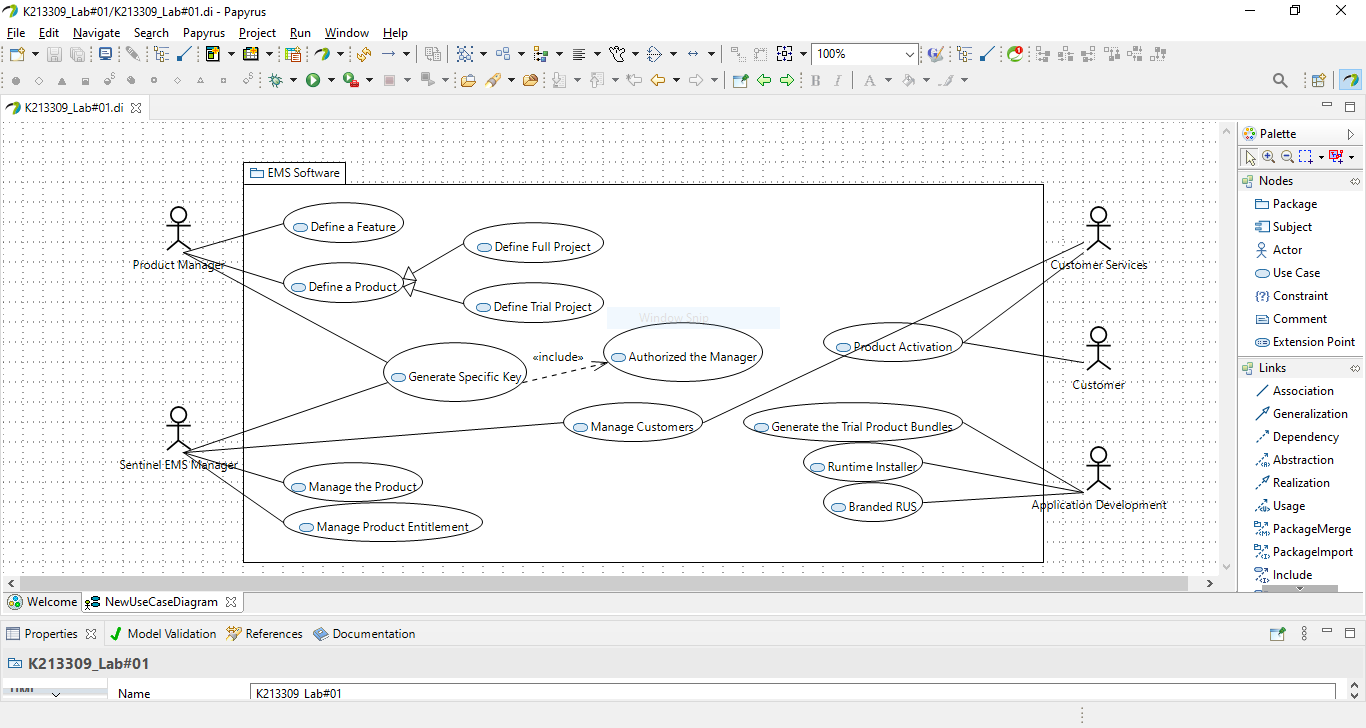 K213309_Lab#01/K213309_Lab#01.di - Papyrus
File Edit Navigate Search Papyrus Project Run Window Help
100%
B I A
K213309_Lab#01.di
EMS Software
Product Manager
Sentinel EMS Manager
Define a Feature
Define a Product
Define Full Project
Define Trial Project
Window Snip
Generate Specific Key
«include»
Authorized the Manager
Product Activation
Manage Customers
Generate the Trial Product Bundles
Runtime Installer
Branded RUS
Manage the Product
Manage Product Entitlement
Customer Services
Customer
Application Development
Palette
Nodes
Package
Subject
Actor
Use Case
{?} Constraint
Comment
Extension Point
Links
Association
Generalization
Dependency
Abstraction
Realization
Usage
PackageMerge
PackageImport
Include
Welcome NewUseCaseDiagram
Properties Model Validation References Documentation
K213309_Lab#01
Name K213309_Lab#01